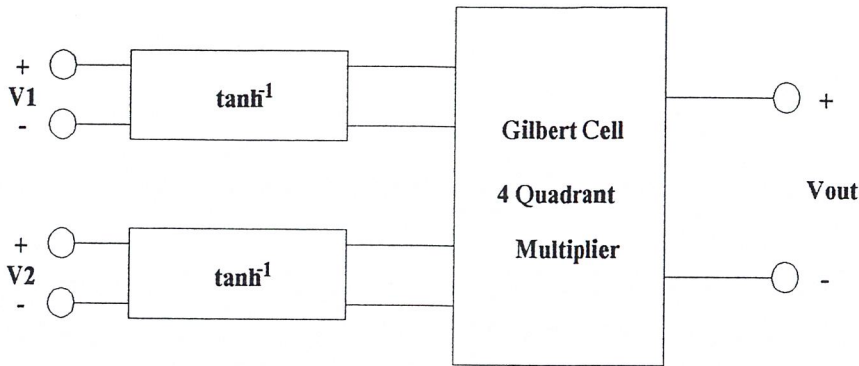 +
V1
-
tanh-1
+
V2
-
tanh-1
Gilbert Cell
4 Quadrant
Multiplier
+
Vout
-